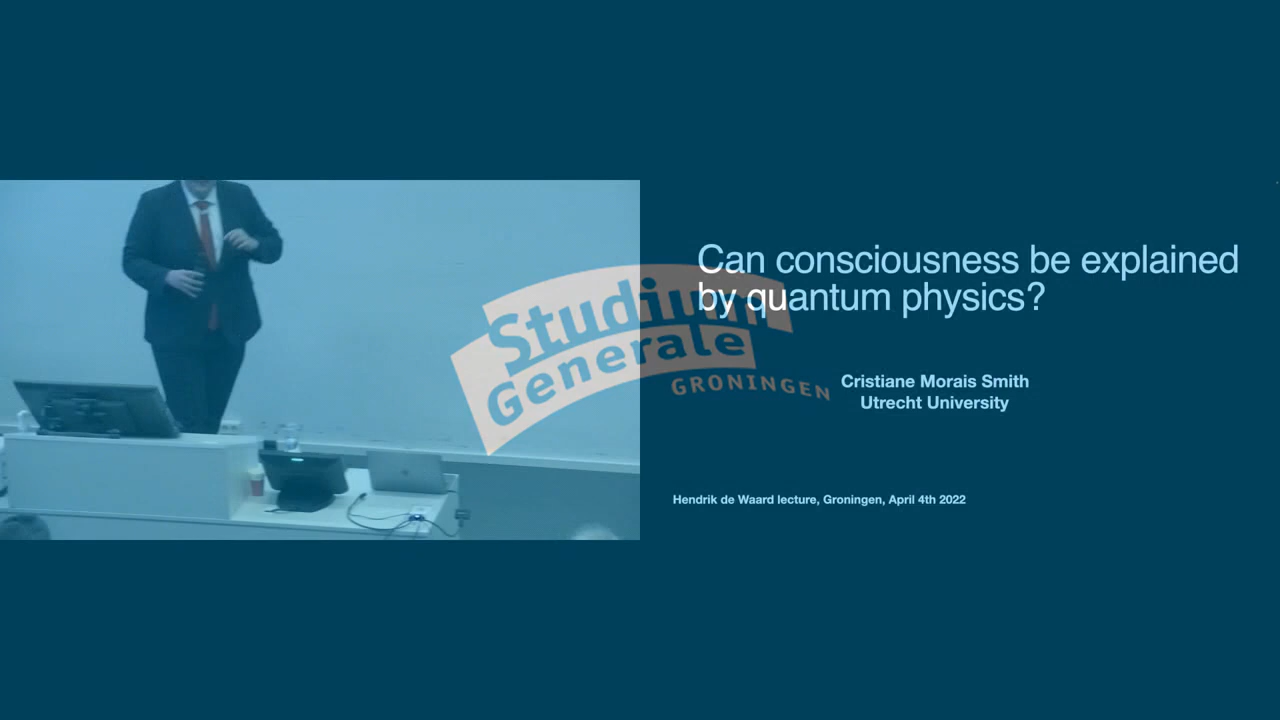 Can consciousness be explained
by quantum physics?
Studium
Generale
GRONINGEN
Cristiane Morais Smith
Utrecht University
Hendrik de Waard lecture, Groningen, April 4th 2022